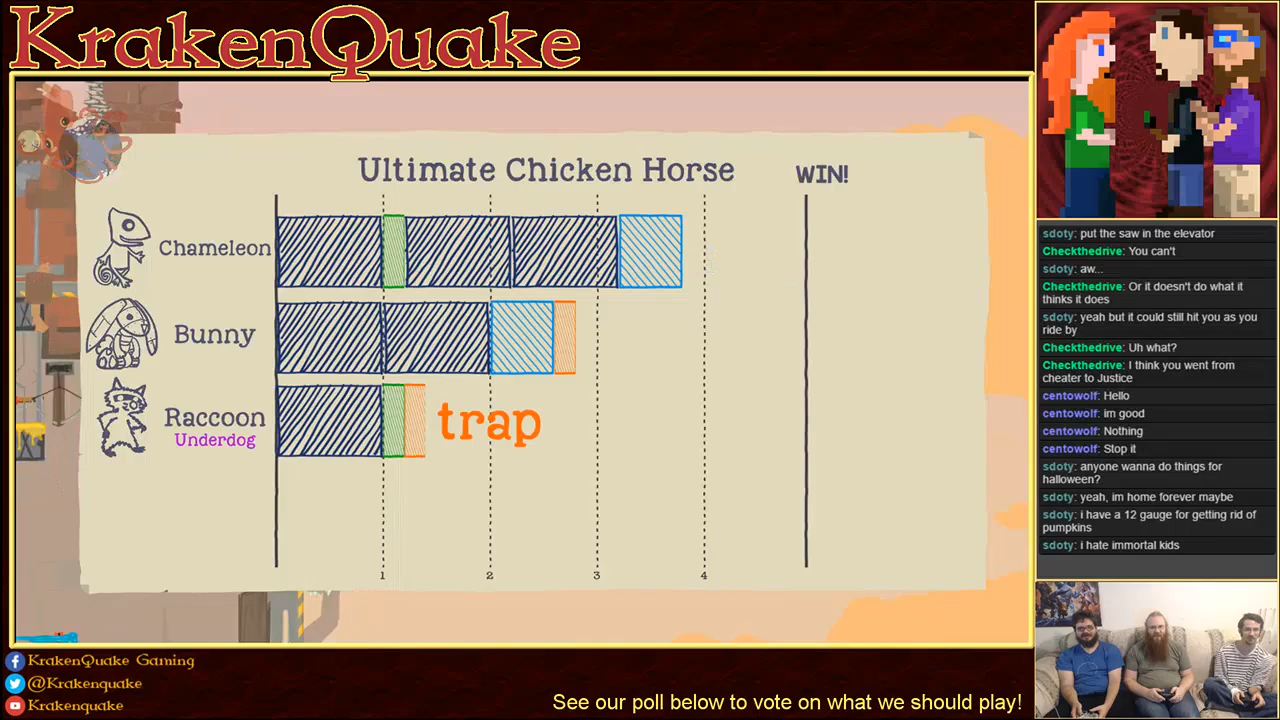 KrakenQuake
Ultimate Chicken Horse
WIN!
Chameleon
Bunny
Raccoon
Underdog
trap
1
2
3
4
sdoty: put the saw in the elevator
Checkthedrive: You can't
sdoty: aw...
Checkthedrive: Or it doesn't do what it
thinks it does
sdoty: yeah but it could still hit you as you
ride by
Checkthedrive: Uh what?
Checkthedrive: I think you went from
cheater to Justice
centowolf: Hello
centowolf: im good
centowolf: Nothing
centowolf: Stop it
sdoty: anyone wanna do things for
halloween?
sdoty: yeah, im home forever maybe
sdoty: i have a 12 gauge for getting rid of
pumpkins
sdoty: i hate immortal kids
KrakenQuake Gaming
@Krakenquake
Krakenquake
See our poll below to vote on what we should play!